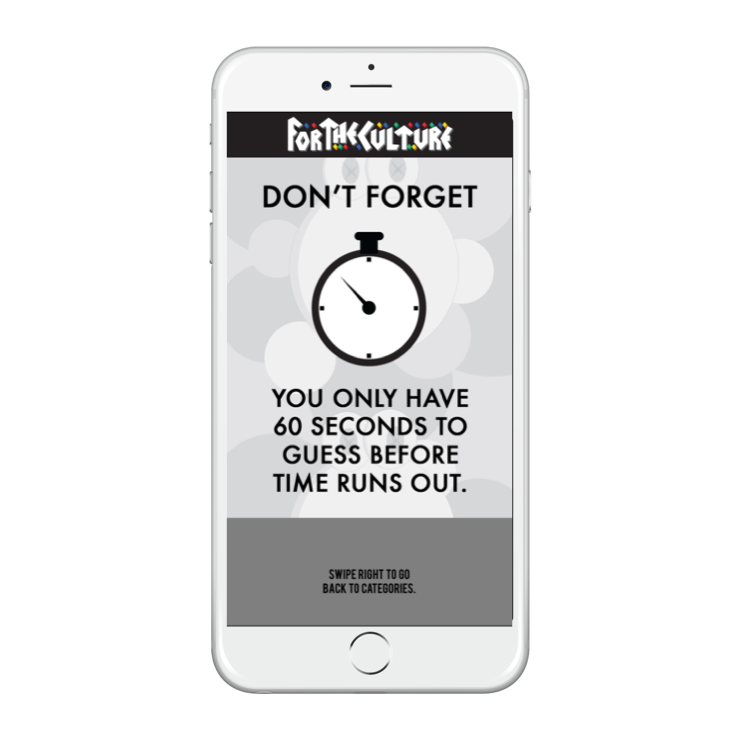 FORTHECULTURE
DON'T FORGET
YOU ONLY HAVE
60 SECONDS TO
GUESS BEFORE
TIME RUNS OUT.
SWIPE RIGHT TO GO
BACK TO CATEGORIES.